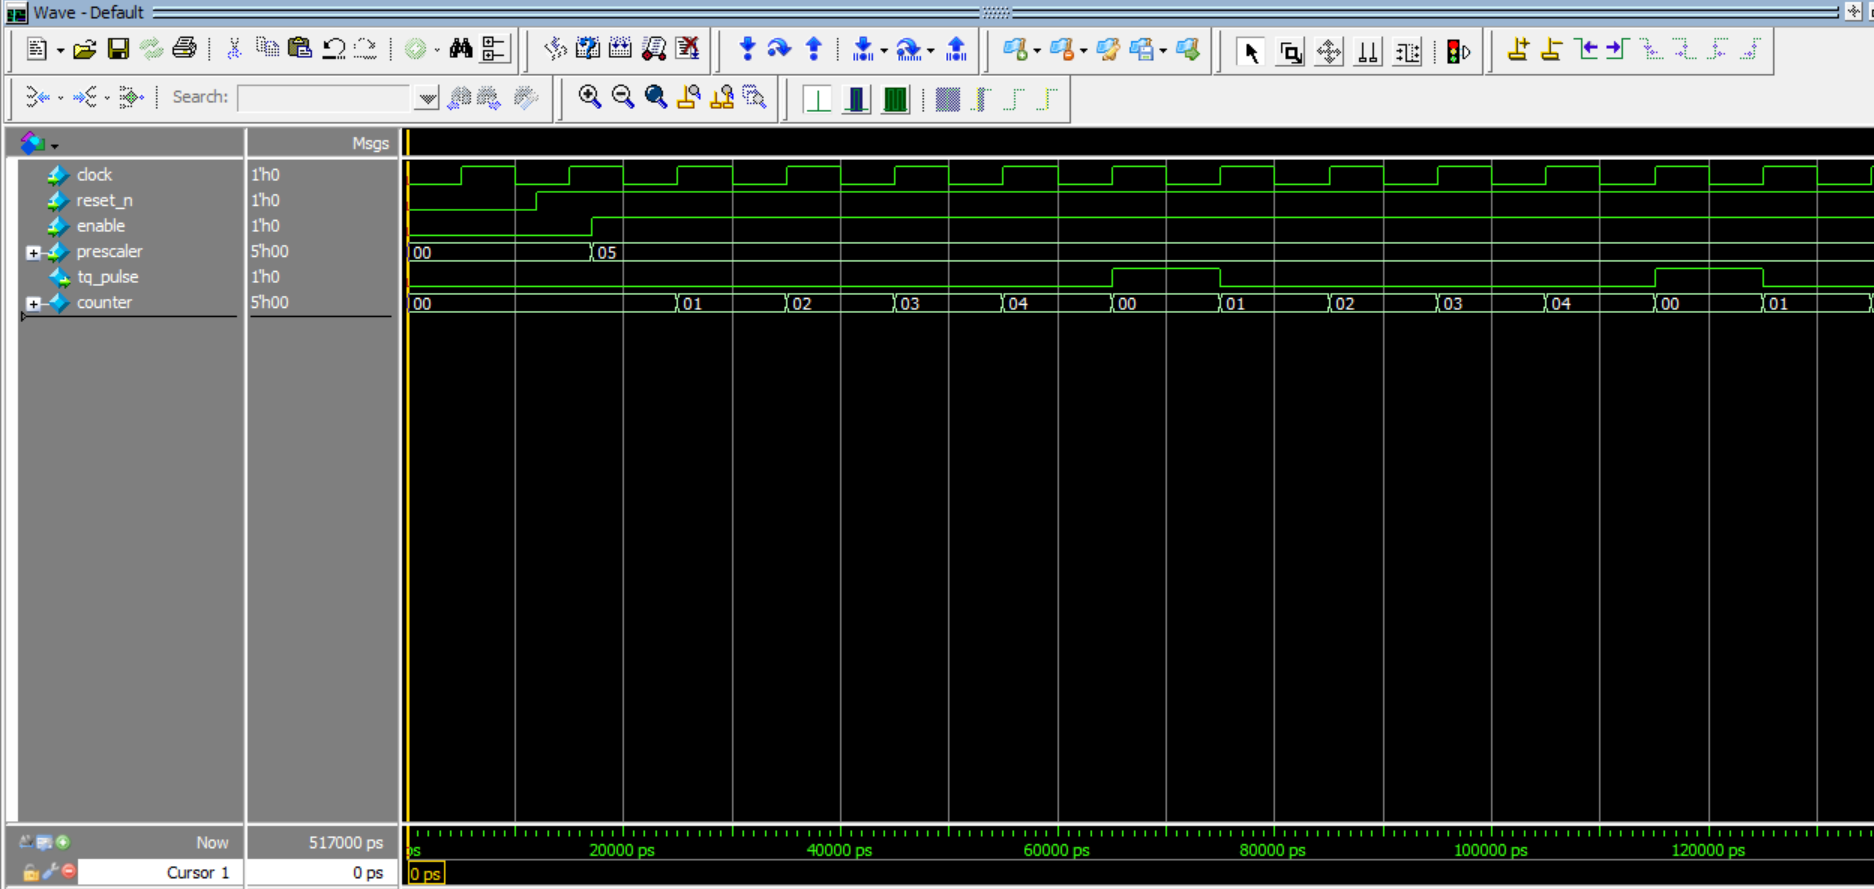 Wave - Default
Search:
Msgs
clock 1'h0
reset_n 1'h0
enable 1'h0
prescaler 5'h00 00 05
tq_pulse 1'h0
counter 5'h00 00 01 02 03 04 00 01 02 03 04 00 01
Now 517000 ps ps 20000 ps 40000 ps 60000 ps 80000 ps 100000 ps 120000 ps
Cursor 1 0 ps 0 ps